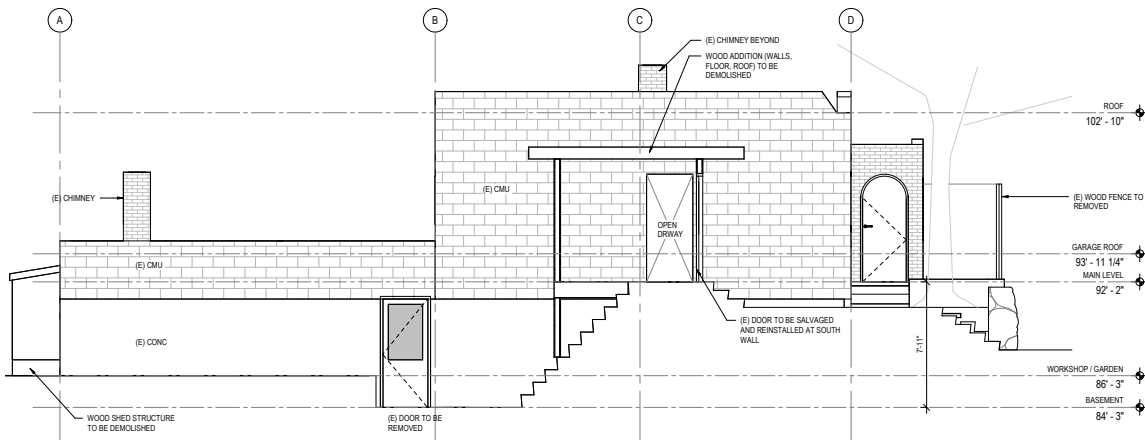 A
B
C
D
(E) CHIMNEY BEYOND
WOOD ADDITION (WALLS,
FLOOR, ROOF) TO BE
DEMOLISHED
ROOF
102' - 10"
(E) CMU
(E) CHIMNEY
(E) WOOD FENCE TO
REMOVED
OPEN
DRWAY
GARAGE ROOF
93' - 11 1/4"
(E) CMU
MAIN LEVEL
92' - 2"
(E) DOOR TO BE SALVAGED
AND REINSTALLED AT SOUTH
WALL
(E) CONC
7'-11"
WORKSHOP / GARDEN
86' - 3"
BASEMENT
84' - 3"
WOOD SHED STRUCTURE
TO BE DEMOLISHED
(E) DOOR TO BE
REMOVED